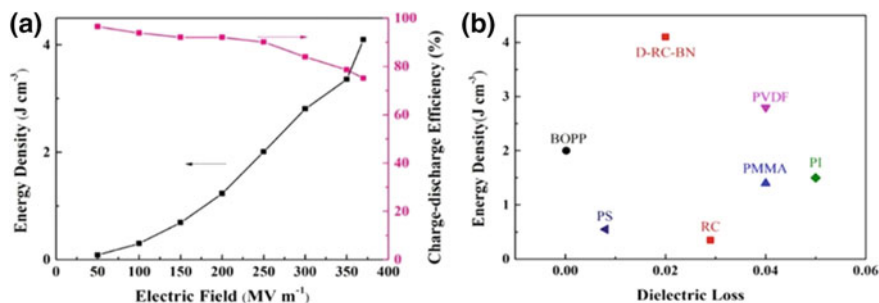 (a)
Energy Density (J cm⁻³)
4
2
0
0 50 100 150 200 250 300 350 400
Electric Field (MV m⁻¹)
100
80
60
40
20
0
Charge-discharge Efficiency (%)
(b)
Energy Density(J cm⁻³)
4
3
2
1
0
D-RC-BN
PVDF
BOPP
PI
PMMA
PS
RC
0.00 0.02 0.04 0.06
Dielectric Loss